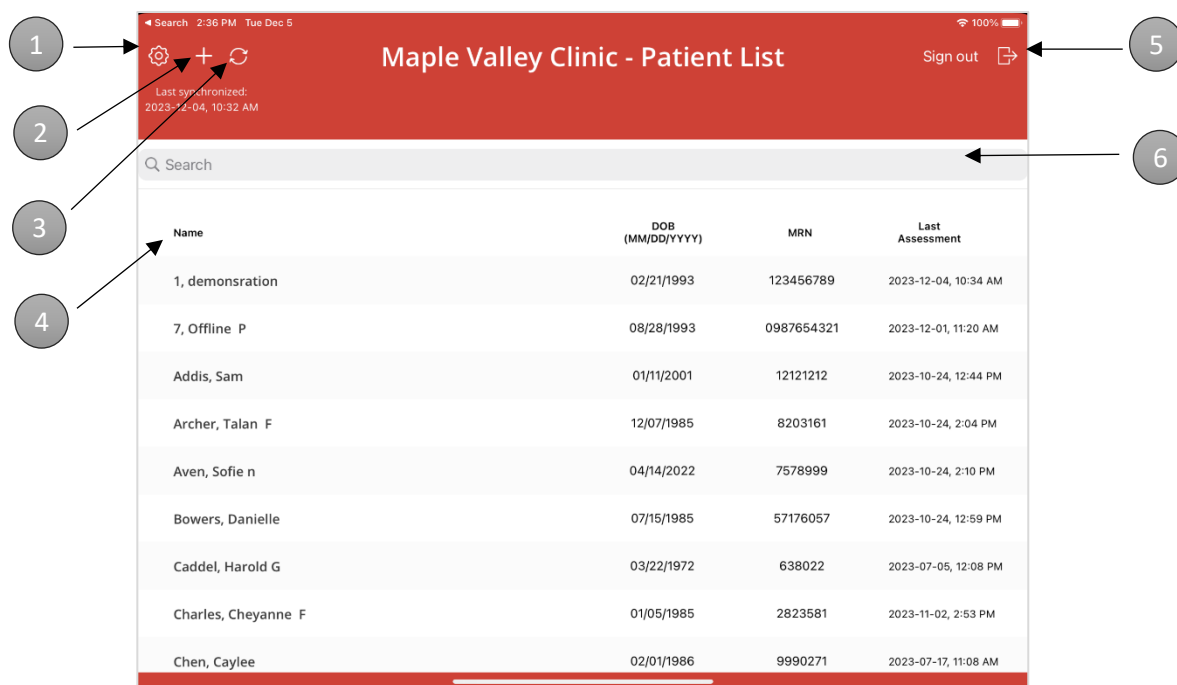 ◀ Search 2:36 PM Tue Dec 5 100%
1
Maple Valley Clinic - Patient List
Sign out
5
Last synchronized:
2023-12-04, 10:32 AM
2
Search
6
3
Name DOB (MM/DD/YYYY) MRN Last Assessment
1, demonsration 02/21/1993 123456789 2023-12-04, 10:34 AM
4
7, Offline P 08/28/1993 0987654321 2023-12-01, 11:20 AM
Addis, Sam 01/11/2001 12121212 2023-10-24, 12:44 PM
Archer, Talan F 12/07/1985 8203161 2023-10-24, 2:04 PM
Aven, Sofie n 04/14/2022 7578999 2023-10-24, 2:10 PM
Bowers, Danielle 07/15/1985 57176057 2023-10-24, 12:59 PM
Caddel, Harold G 03/22/1972 638022 2023-07-05, 12:08 PM
Charles, Cheyanne F 01/05/1985 2823581 2023-11-02, 2:53 PM
Chen, Caylee 02/01/1986 9990271 2023-07-17, 11:08 AM